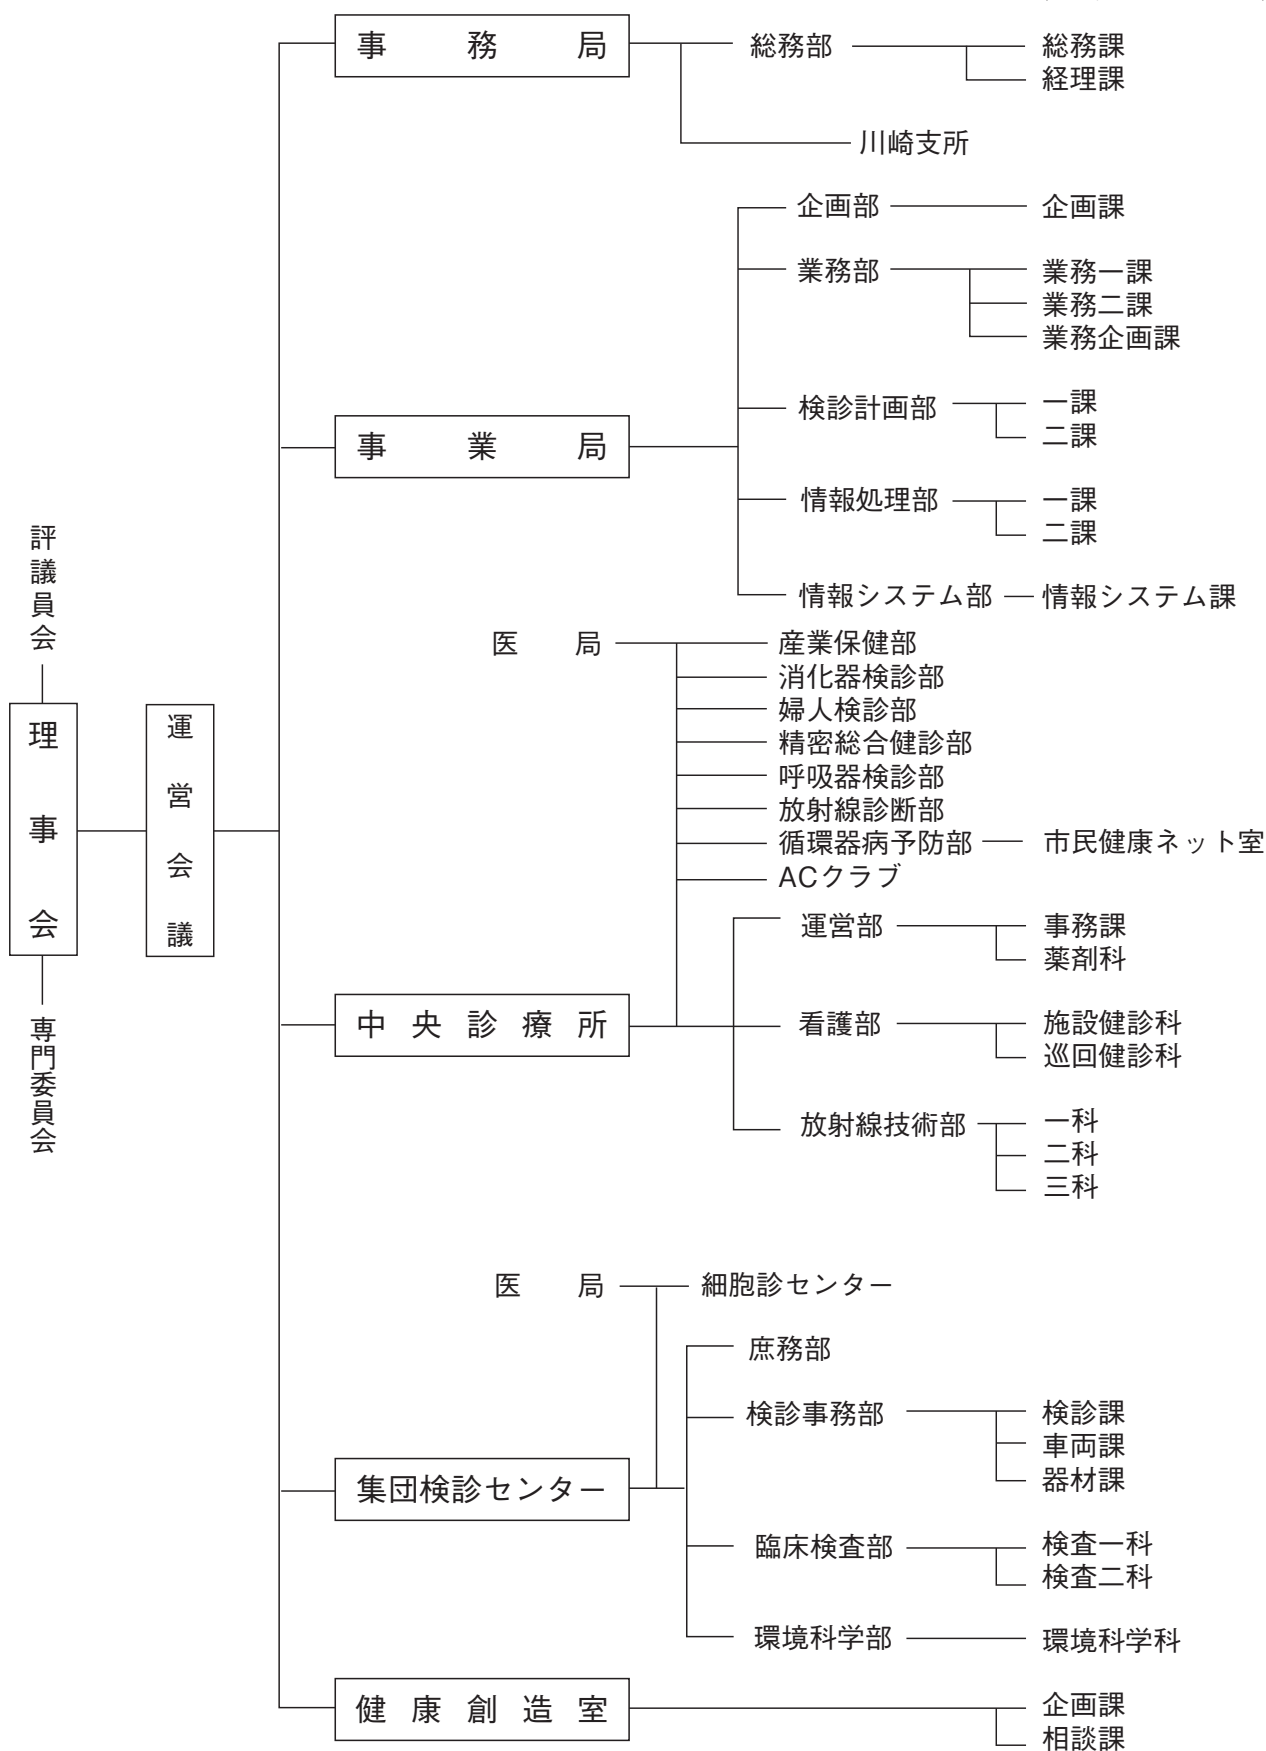 評議員会
理事会
専門委員会
運営会議
事務局
総務部
総務課
経理課
川崎支所
事業局
企画部
企画課
業務部
業務一課
業務二課
業務企画課
検診計画部
一課
二課
情報処理部
一課
二課
情報システム部
情報システム課
医局
産業保健部
消化器検診部
婦人検診部
精密総合健診部
呼吸器検診部
放射線診断部
循環器病予防部
市民健康ネット室
ACクラブ
中央診療所
運営部
事務課
薬剤科
看護部
施設健診科
巡回健診科
放射線技術部
一科
二科
三科
医局
細胞診センター
集団検診センター
庶務部
検診事務部
検診課
車両課
器材課
臨床検査部
検査一科
検査二科
環境科学部
環境科学科
健康創造室
企画課
相談課